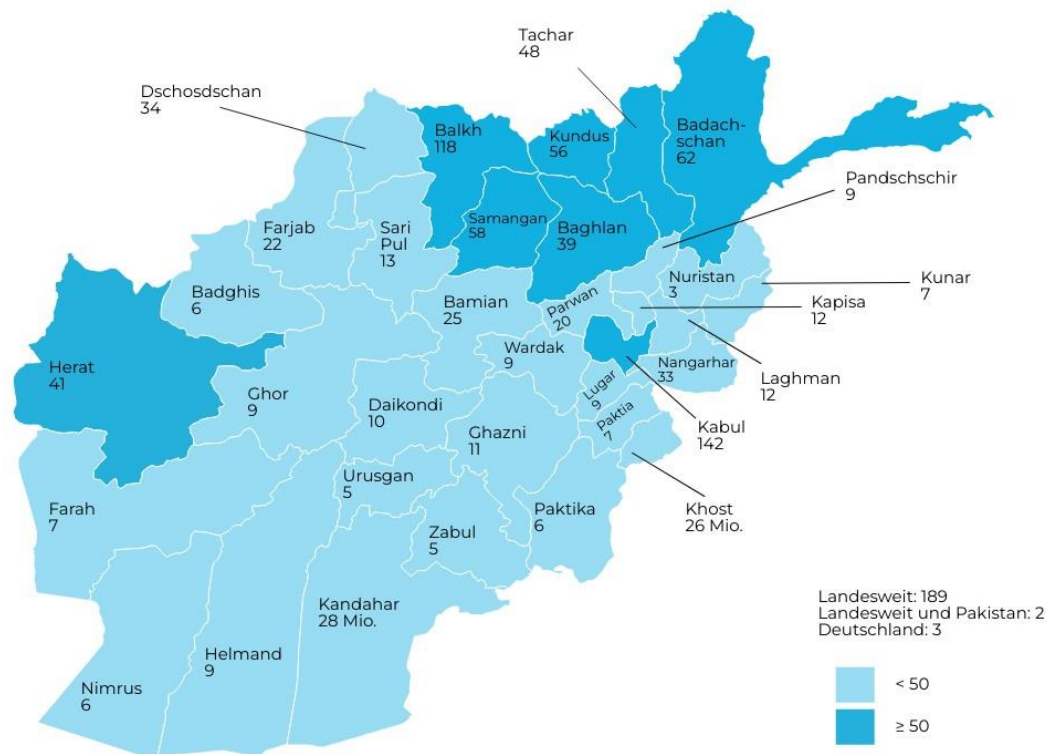 Tachar
48
Dschosdschan
34
Balkh
118
Kundus
56
Badach-
schan
62
Pandschschir
9
Farjab
22
Sari
Pul
13
Samangan
58
Baghlan
39
Nuristan
3
Kunar
7
Badghis
6
Bamian
25
Parwan
20
Kapisa
12
Herat
41
Wardak
9
Nangarhar
33
Laghman
12
Ghor
9
Daikondi
10
Lugar
9
Paktia
7
Kabul
142
Ghazni
11
Urusgan
5
Khost
26 Mio.
Farah
7
Paktika
6
Zabul
5
Kandahar
28 Mio.
Helmand
9
Nimrus
6
Landesweit: 189
Landesweit und Pakistan: 2
Deutschland: 3
< 50
≥ 50